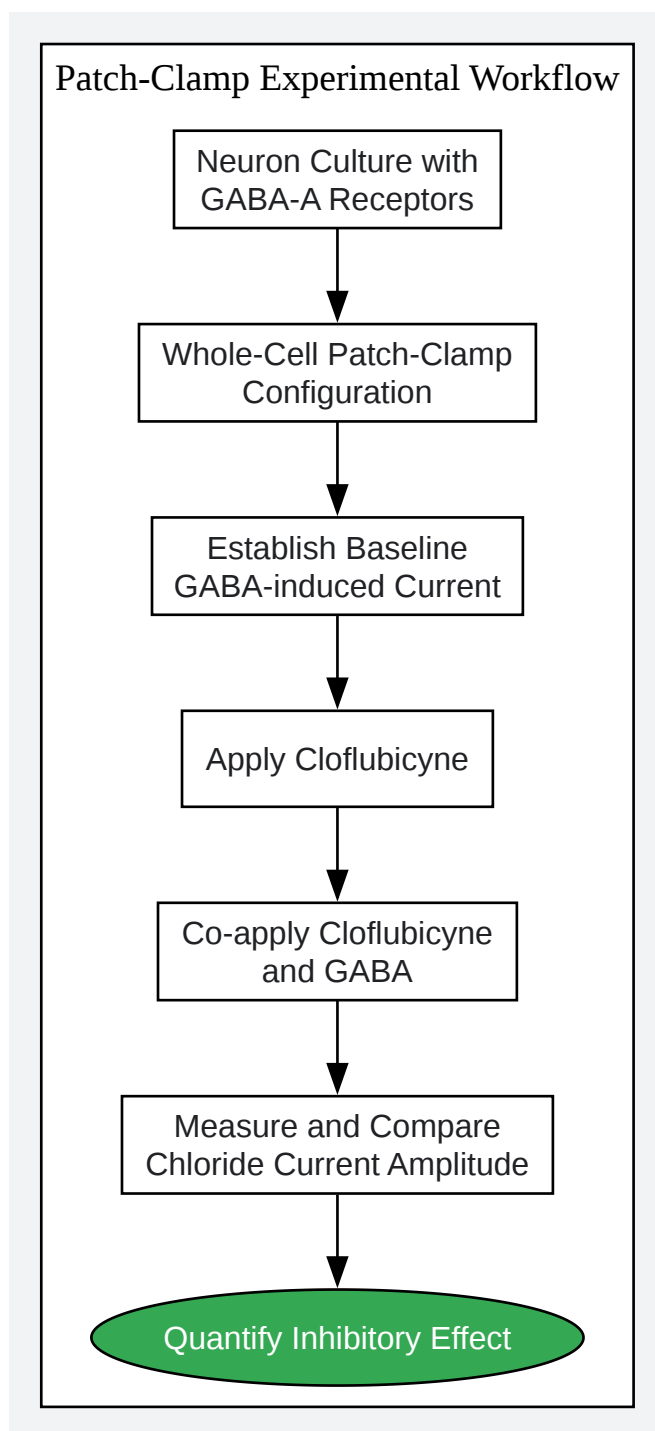 Patch-Clamp Experimental Workflow
Neuron Culture with
GABA-A Receptors
Whole-Cell Patch-Clamp
Configuration
Establish Baseline
GABA-induced Current
Apply Cloflubicyne
Co-apply Cloflubicyne
and GABA
Measure and Compare
Chloride Current Amplitude
Quantify Inhibitory Effect